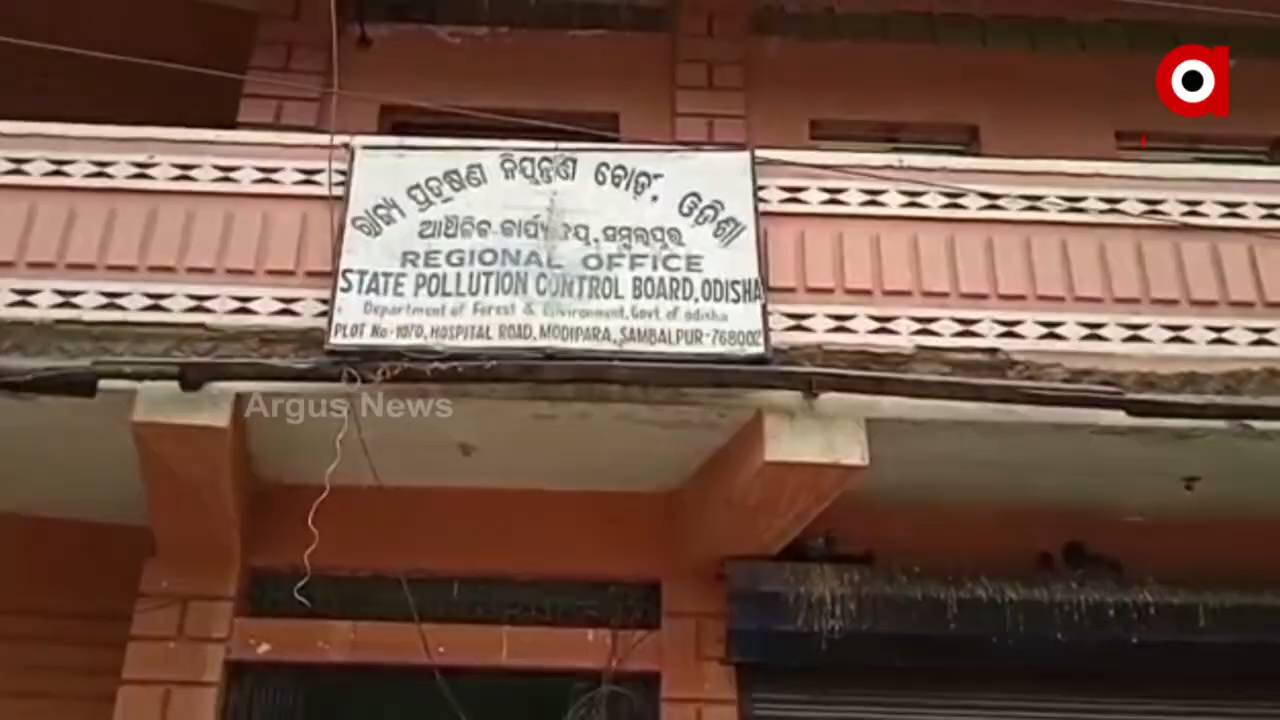 ରାଜ୍ୟ ପ୍ରଦୂଷଣ ନିୟନ୍ତ୍ରଣ ବୋର୍ଡ଼, ଓଡ଼ିଶା
ଆଞ୍ଚଳିକ କାର୍ଯ୍ୟାଳୟ, ସମ୍ବଲପୁର
REGIONAL OFFICE
STATE POLLUTION CONTROL BOARD, ODISHA
Department of Forest & Environment, Govt. of odisha
PLOT No-1070, HOSPITAL ROAD, MODIPARA, SAMBALPUR-768002
Argus News